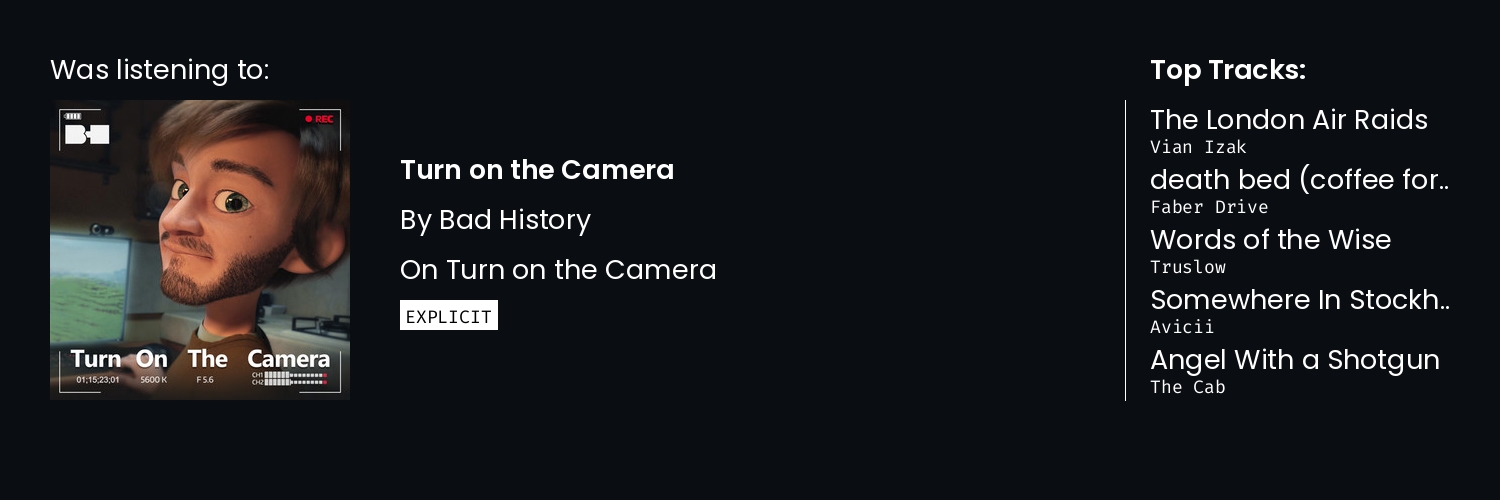 Was listening to:
B-H
REC
Turn On The Camera
01;15;23;01 5600 K F 5.6
CH1
CH2
Turn on the Camera
By Bad History
On Turn on the Camera
EXPLICIT
Top Tracks:
The London Air Raids
Vian Izak
death bed (coffee for..
Faber Drive
Words of the Wise
Truslow
Somewhere In Stockh..
Avicii
Angel With a Shotgun
The Cab